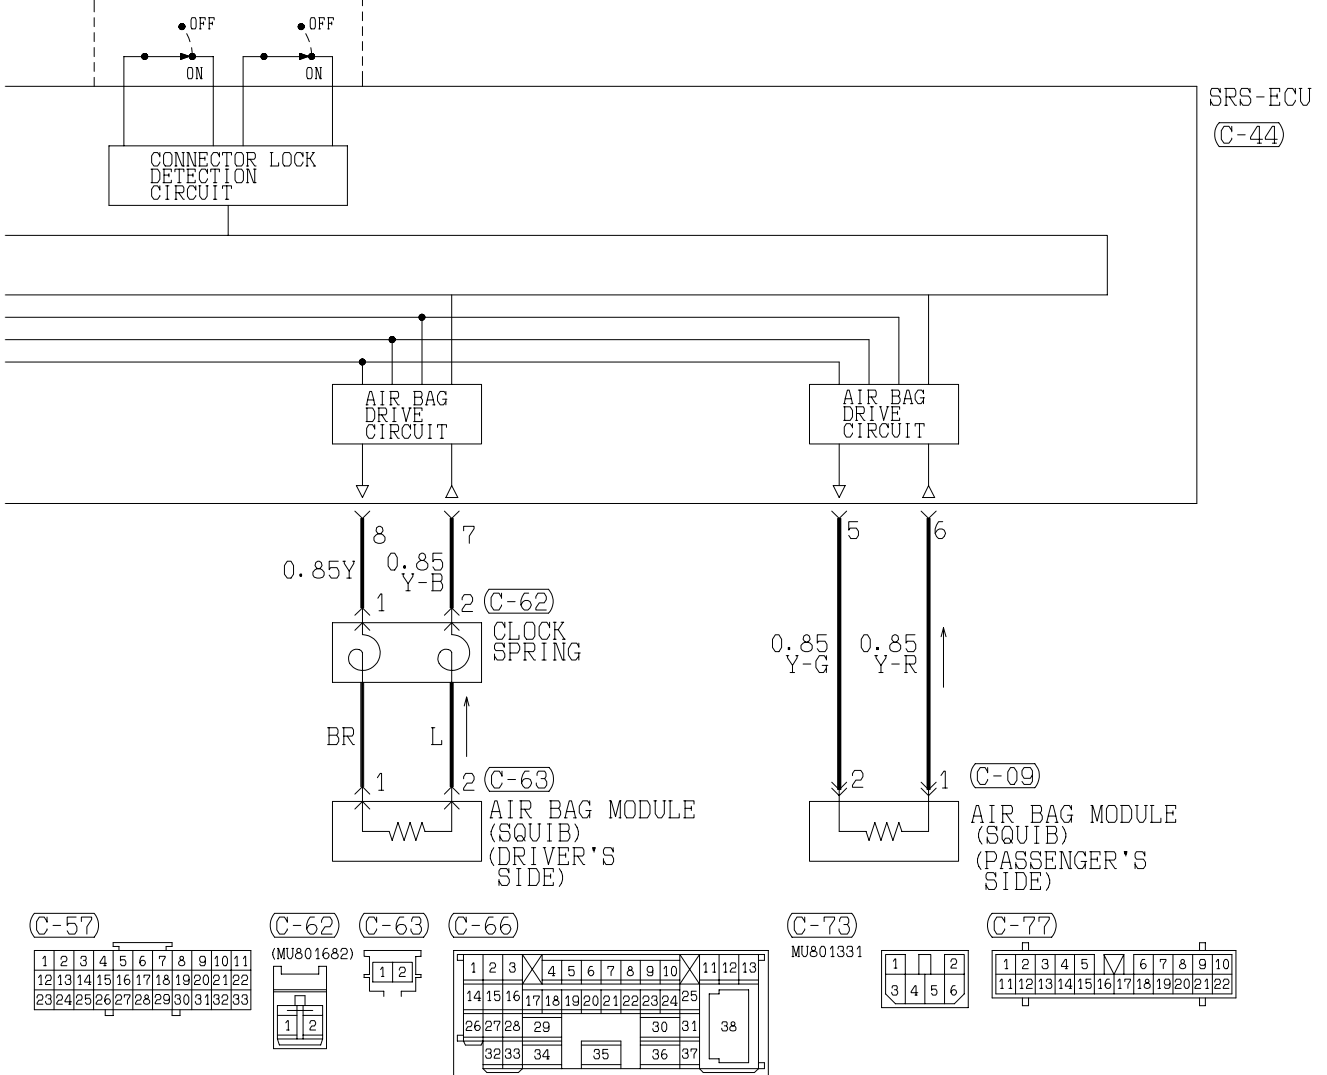 OFF
OFF
ON
ON
SRS-ECU
C-44
CONNECTOR LOCK
DETECTION
CIRCUIT
AIR BAG
DRIVE
CIRCUIT
AIR BAG
DRIVE
CIRCUIT
8
7
5
6
0.85Y
0.85
Y-B
1
2
C-62
CLOCK
SPRING
0.85
Y-G
0.85
Y-R
BR
L
1
2
C-63
AIR BAG MODULE
(SQUIB)
(DRIVER'S
SIDE)
2
1
C-09
AIR BAG MODULE
(SQUIB)
(PASSENGER'S
SIDE)
C-57
1 2 3 4 5 6 7 8 9 10 11
12 13 14 15 16 17 18 19 20 21 22
23 24 25 26 27 28 29 30 31 32 33
C-62
(MU801682)
1 2
C-63
1 2
C-66
1 2 3 4 5 6 7 8 9 10 11 12 13
14 15 16 17 18 19 20 21 22 23 24 25
26 27 28 29 30 31 38
32 33 34 35 36 37
C-73
MU801331
1 2
3 4 5 6
C-77
1 2 3 4 5 6 7 8 9 10
11 12 13 14 15 16 17 18 19 20 21 22